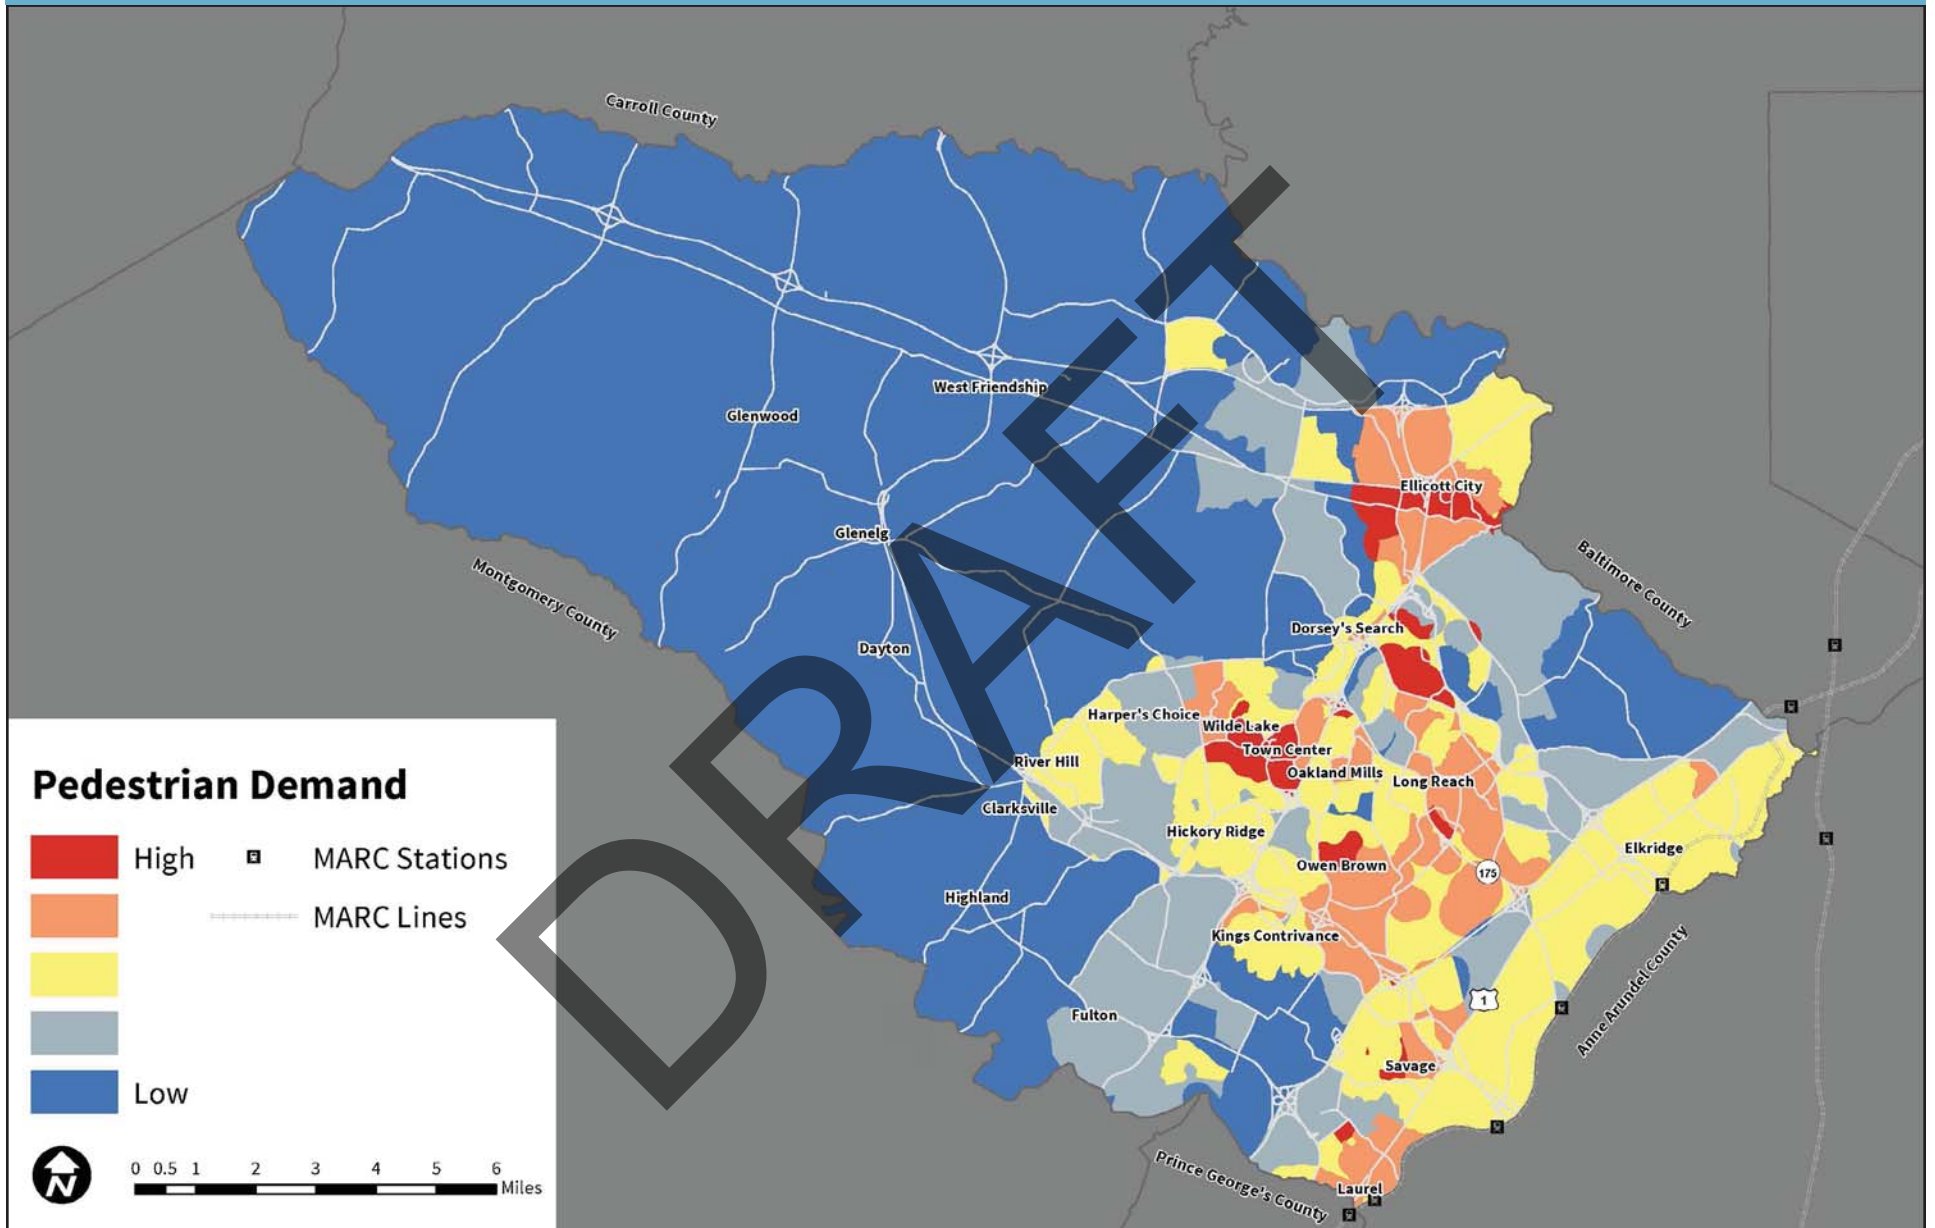 Carroll County
West Friendship
Glenwood
Ellicott City
Glenelg
Montgomery County
Baltimore County
Dorsey's Search
Dayton
Harper's Choice
Wilde Lake
Town Center
River Hill
Oakland Mills
Long Reach
Clarksville
Hickory Ridge
Elkridge
Owen Brown
175
Highland
Kings Contrivance
Anne Arundel County
1
Fulton
Savage
Prince George's County
Laurel
DRAFT
Pedestrian Demand
High
MARC Stations
MARC Lines
Low
N
0 0.5 1 2 3 4 5 6
Miles